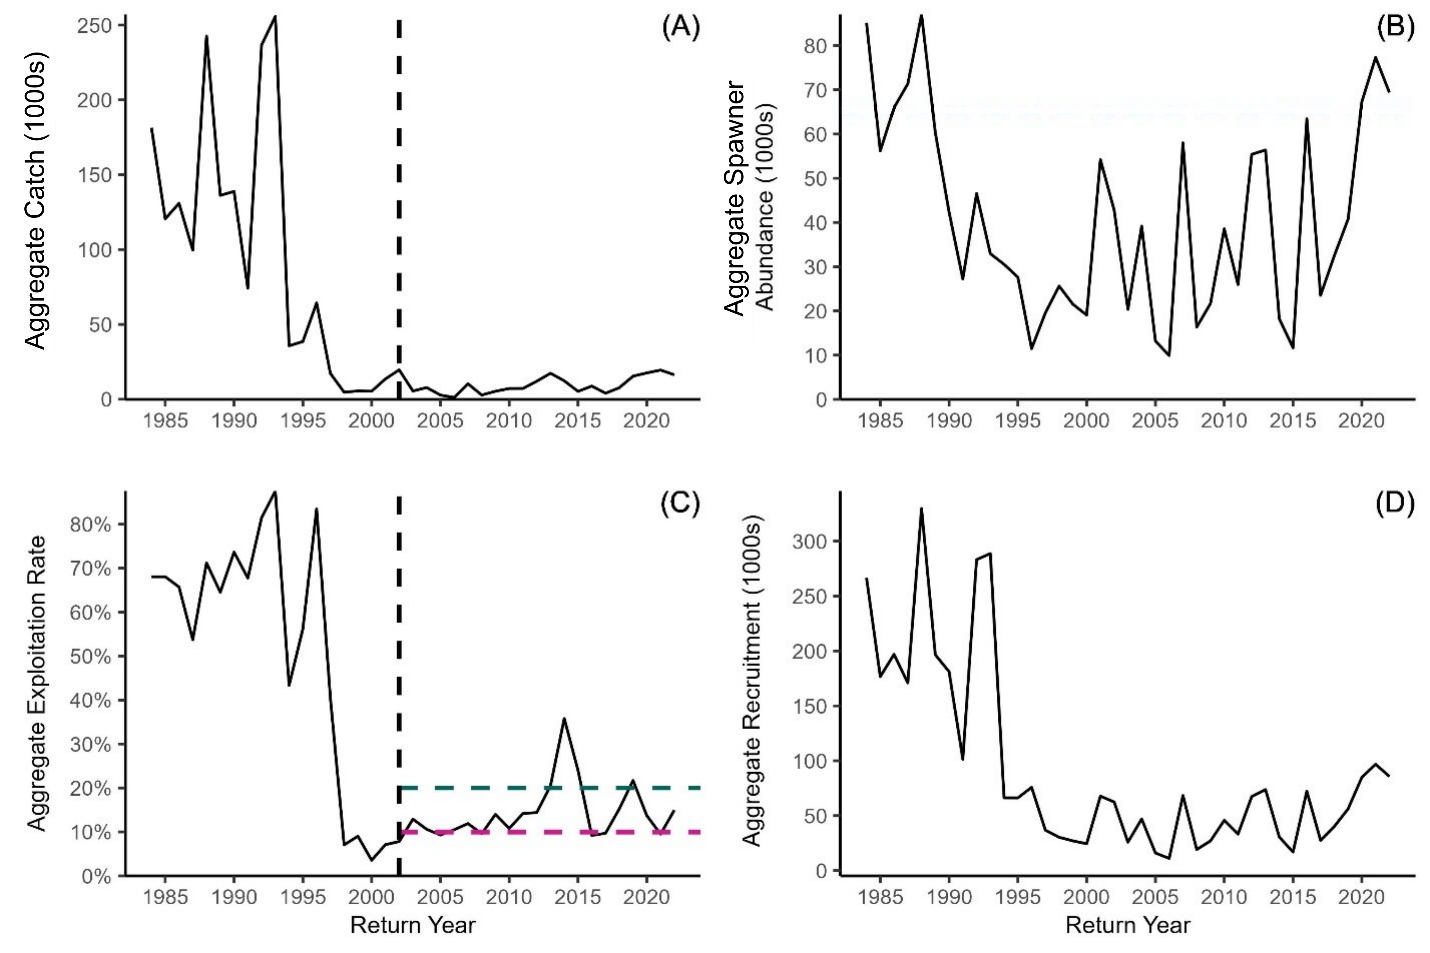 (A)
Aggregate Catch (1000s)
250
200
150
100
50
0
1985 1990 1995 2000 2005 2010 2015 2020
(B)
Aggregate Spawner
Abundance (1000s)
80
70
60
50
40
30
20
10
0
1985 1990 1995 2000 2005 2010 2015 2020
(C)
Aggregate Exploitation Rate
80%
70%
60%
50%
40%
30%
20%
10%
0%
1985 1990 1995 2000 2005 2010 2015 2020
Return Year
(D)
Aggregate Recruitment (1000s)
300
250
200
150
100
50
0
1985 1990 1995 2000 2005 2010 2015 2020
Return Year